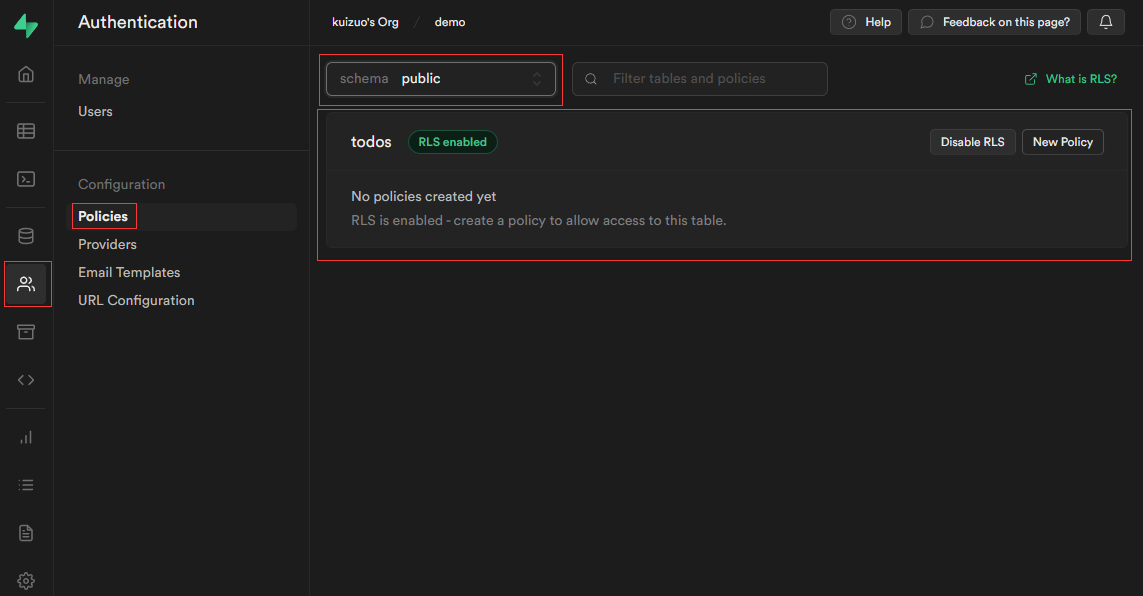 Authentication
kuizuo's Org / demo
Help
Feedback on this page?
Manage
Users
Configuration
Policies
Providers
Email Templates
URL Configuration
schema public
Filter tables and policies
What is RLS?
todos RLS enabled
Disable RLS
New Policy
No policies created yet
RLS is enabled - create a policy to allow access to this table.